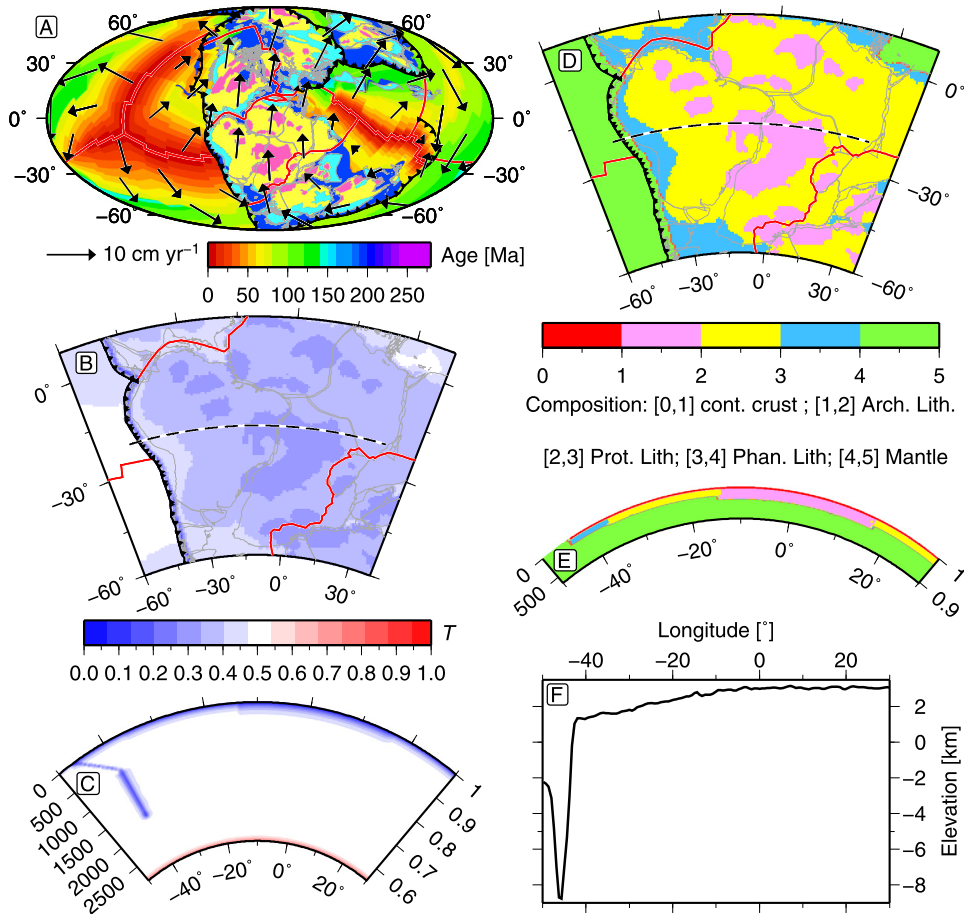 A
60° 60°
30° 30°
0° 0°
−30° −30°
−60° −60°
10 cm yr−1
Age [Ma]
0 50 100 150 200 250
B
0°
−30°
−60°
−60° −30° 0° 30°
T
0.0 0.1 0.2 0.3 0.4 0.5 0.6 0.7 0.8 0.9 1.0
C
0 500 1000 1500 2000 2500
−40° −20° 0° 20°
1 0.9 0.8 0.7 0.6
D
0°
−30°
−60°
−60° −30° 0° 30°
0 1 2 3 4 5
Composition: [0,1] cont. crust ; [1,2] Arch. Lith.
[2,3] Prot. Lith; [3,4] Phan. Lith; [4,5] Mantle
E
0 500
−40° −20° 0° 20°
1 0.9
Longitude [°]
−40 −20 0 20
F
2
0
−2
−4
−6
−8
Elevation [km]